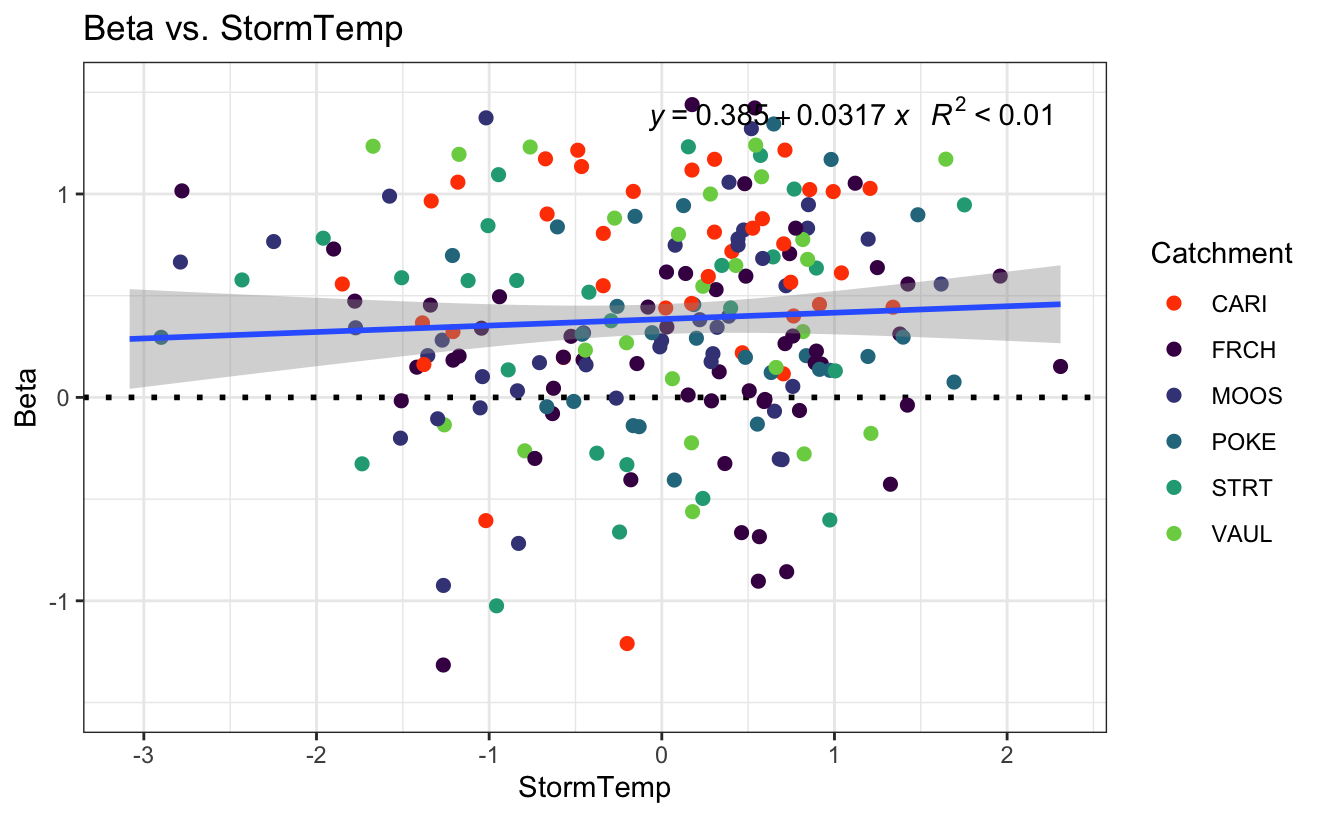 Beta vs. StormTemp
y = 0.385 + 0.0317 x R² < 0.01
1
0
-1
Beta
-3 -2 -1 0 1 2
StormTemp
Catchment
CARI
FRCH
MOOS
POKE
STRT
VAUL